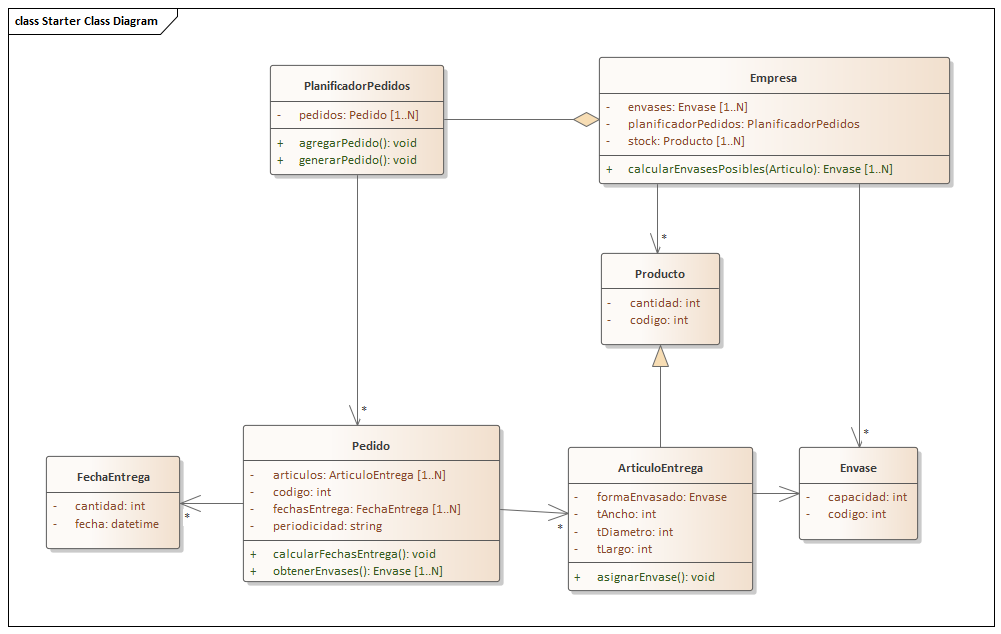 class Starter Class Diagram
PlanificadorPedidos
- pedidos: Pedido [1..N]
+ agregarPedido(): void
+ generarPedido(): void
Empresa
- envases: Envase [1..N]
- planificadorPedidos: PlanificadorPedidos
- stock: Producto [1..N]
+ calcularEnvasesPosibles(Articulo): Envase [1..N]
*
Producto
- cantidad: int
- codigo: int
*
*
Pedido
- articulos: ArticuloEntrega [1..N]
- codigo: int
- fechasEntrega: FechaEntrega [1..N]
- periodicidad: string
+ calcularFechasEntrega(): void
+ obtenerEnvases(): Envase [1..N]
FechaEntrega
- cantidad: int
- fecha: datetime
*
*
ArticuloEntrega
- formaEnvasado: Envase
- tAncho: int
- tDiametro: int
- tLargo: int
+ asignarEnvase(): void
Envase
- capacidad: int
- codigo: int